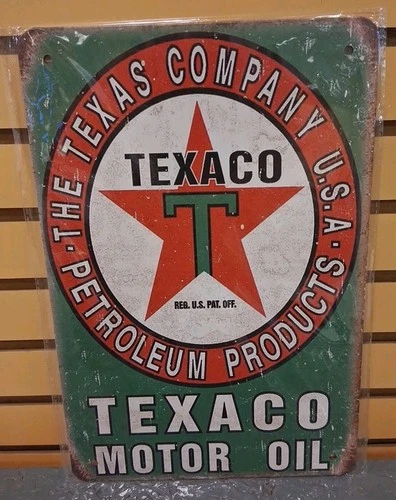 ·THE TEXAS COMPANY U.S.A·
PETROLEUM PRODUCTS
TEXACO
T
REG. U.S. PAT. OFF.
TEXACO
MOTOR OIL